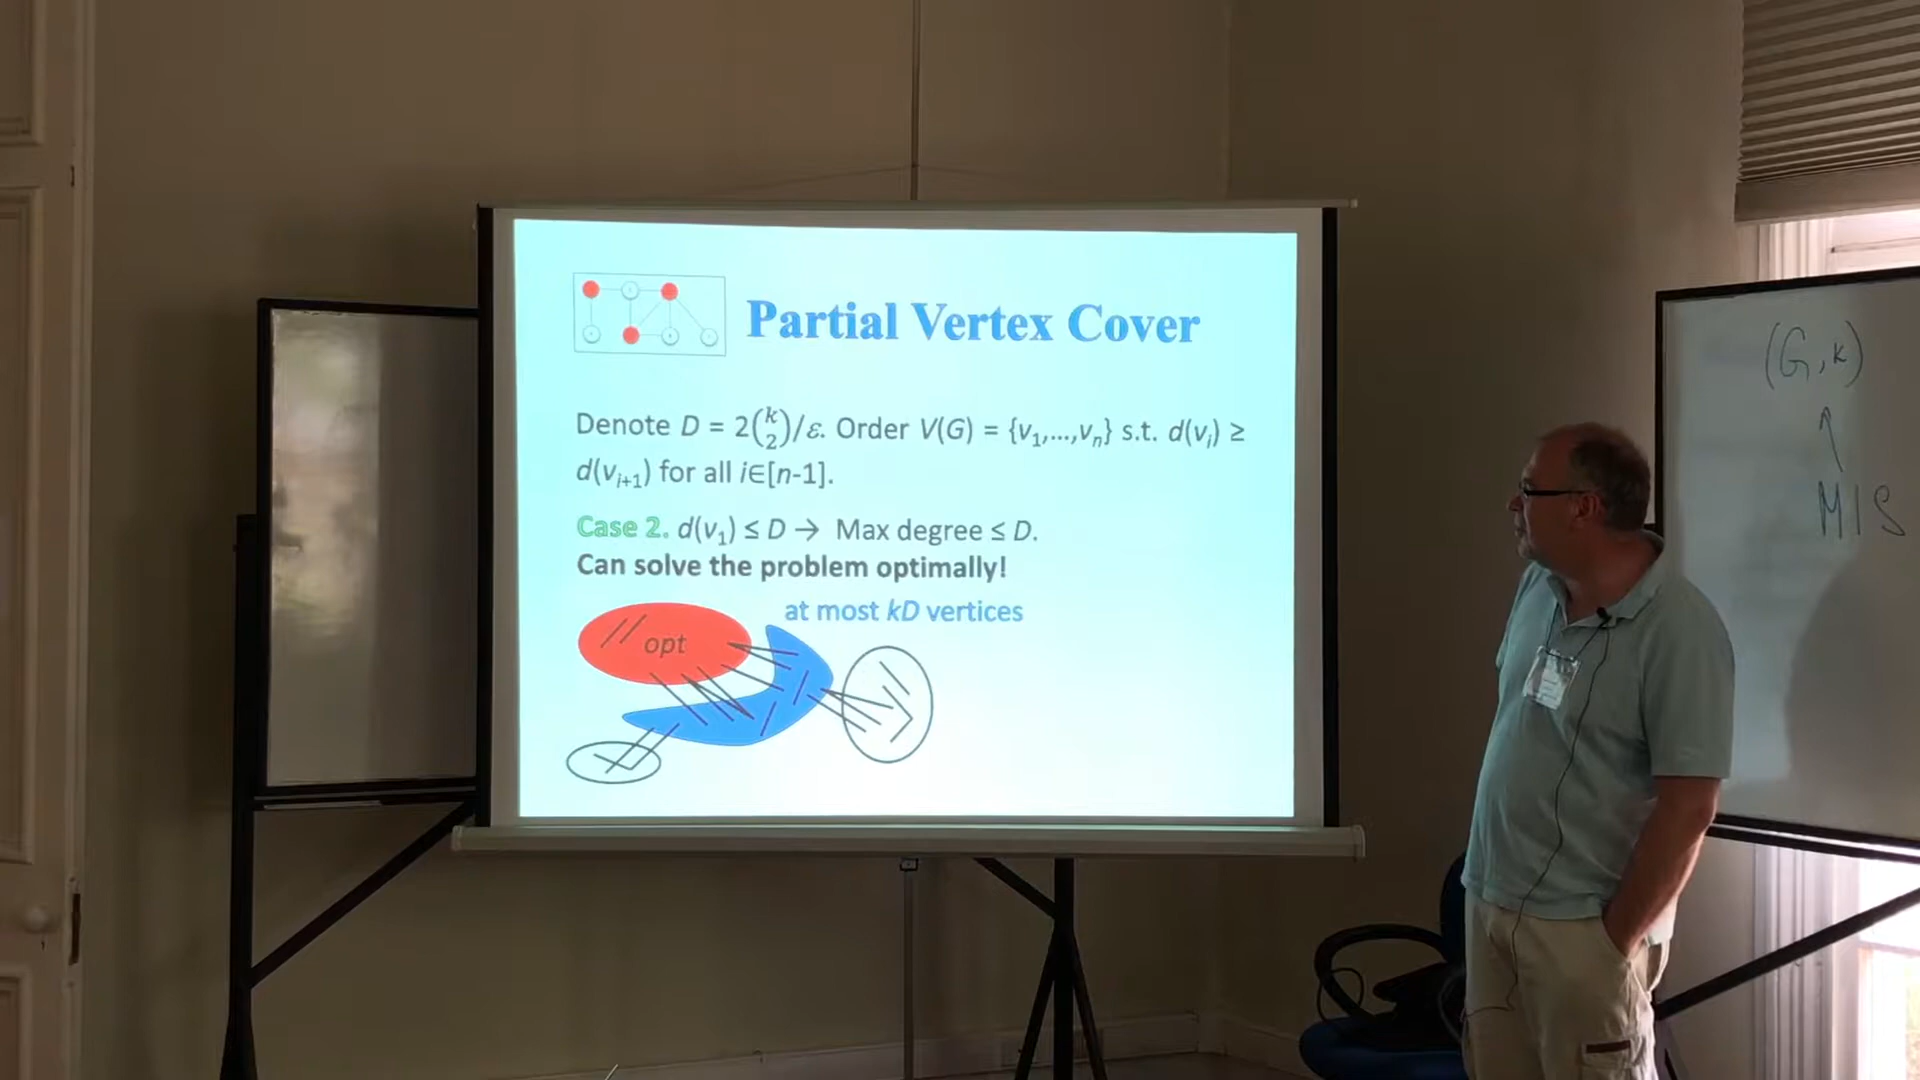 Partial Vertex Cover
Denote D = 2(k 2)/ε. Order V(G) = {v1,...,vn} s.t. d(vi) ≥
d(vi+1) for all i∈[n-1].
Case 2. d(v1) ≤ D → Max degree ≤ D.
Can solve the problem optimally!
at most kD vertices
opt
(G,k)
↑
MIS